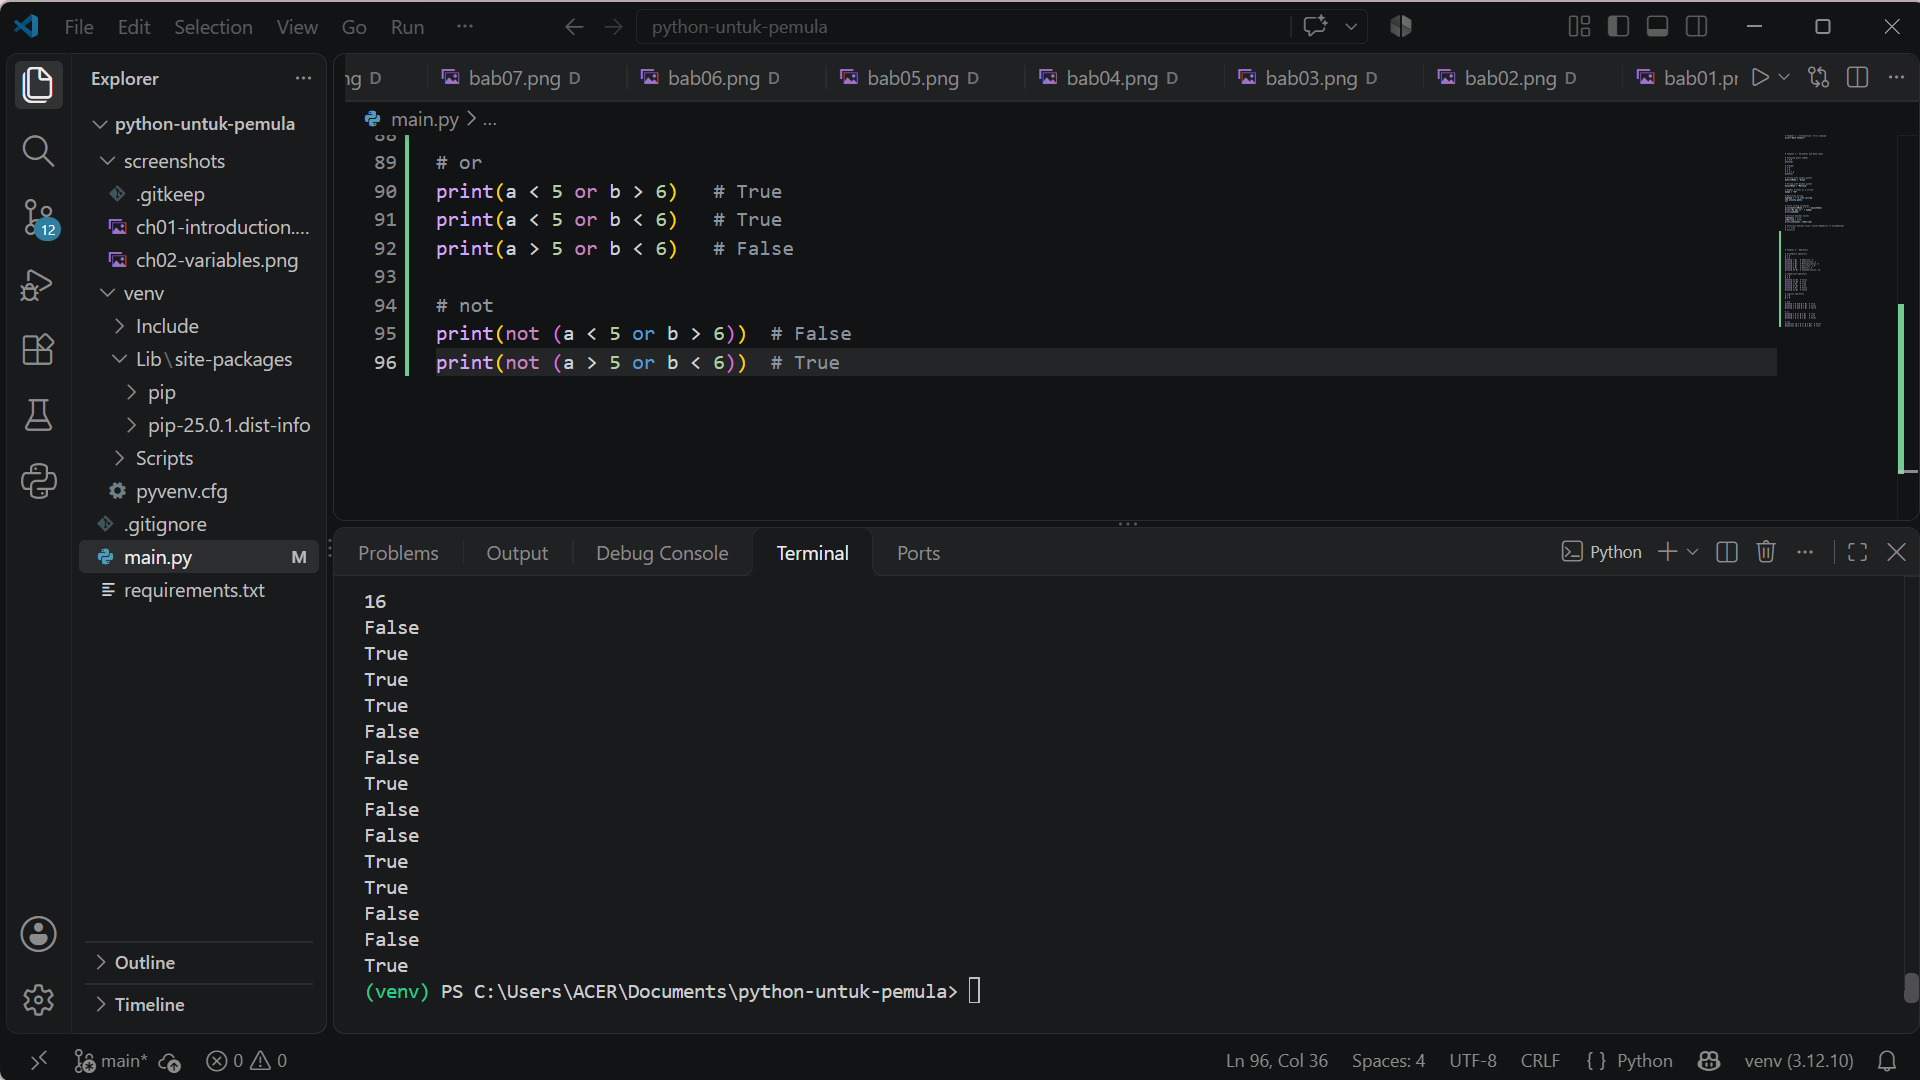 File Edit Selection View Go Run ··· python-untuk-pemula
Explorer ···
python-untuk-pemula
screenshots
.gitkeep
ch01-introduction....
ch02-variables.png
venv
Include
Lib\site-packages
pip
pip-25.0.1.dist-info
Scripts
pyvenv.cfg
.gitignore
main.py M
requirements.txt
Outline
Timeline
12
ng D bab07.png D bab06.png D bab05.png D bab04.png D bab03.png D bab02.png D bab01.pr
main.py > ...
88
89 # or
90 print(a < 5 or b > 6)   # True
91 print(a < 5 or b < 6)   # True
92 print(a > 5 or b < 6)   # False
93
94 # not
95 print(not (a < 5 or b > 6))  # False
96 print(not (a > 5 or b < 6))  # True
Problems Output Debug Console Terminal Ports Python
16
False
True
True
True
False
False
True
False
False
True
True
False
False
True
(venv) PS C:\Users\ACER\Documents\python-untuk-pemula>
main* 0 0 Ln 96, Col 36 Spaces: 4 UTF-8 CRLF { } Python venv (3.12.10)